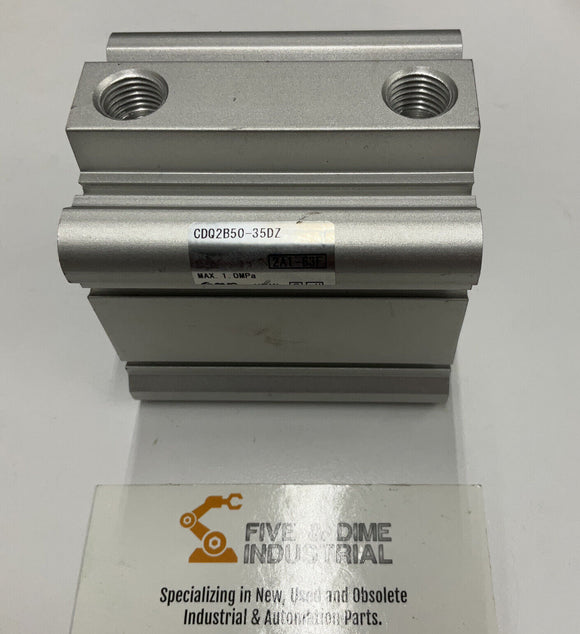 CDQ2B50-35DZ
MAX. 1.0MPa
FIVE & DIME
INDUSTRIAL
Specializing in New, Used and Obsolete
Industrial & Automation Parts.